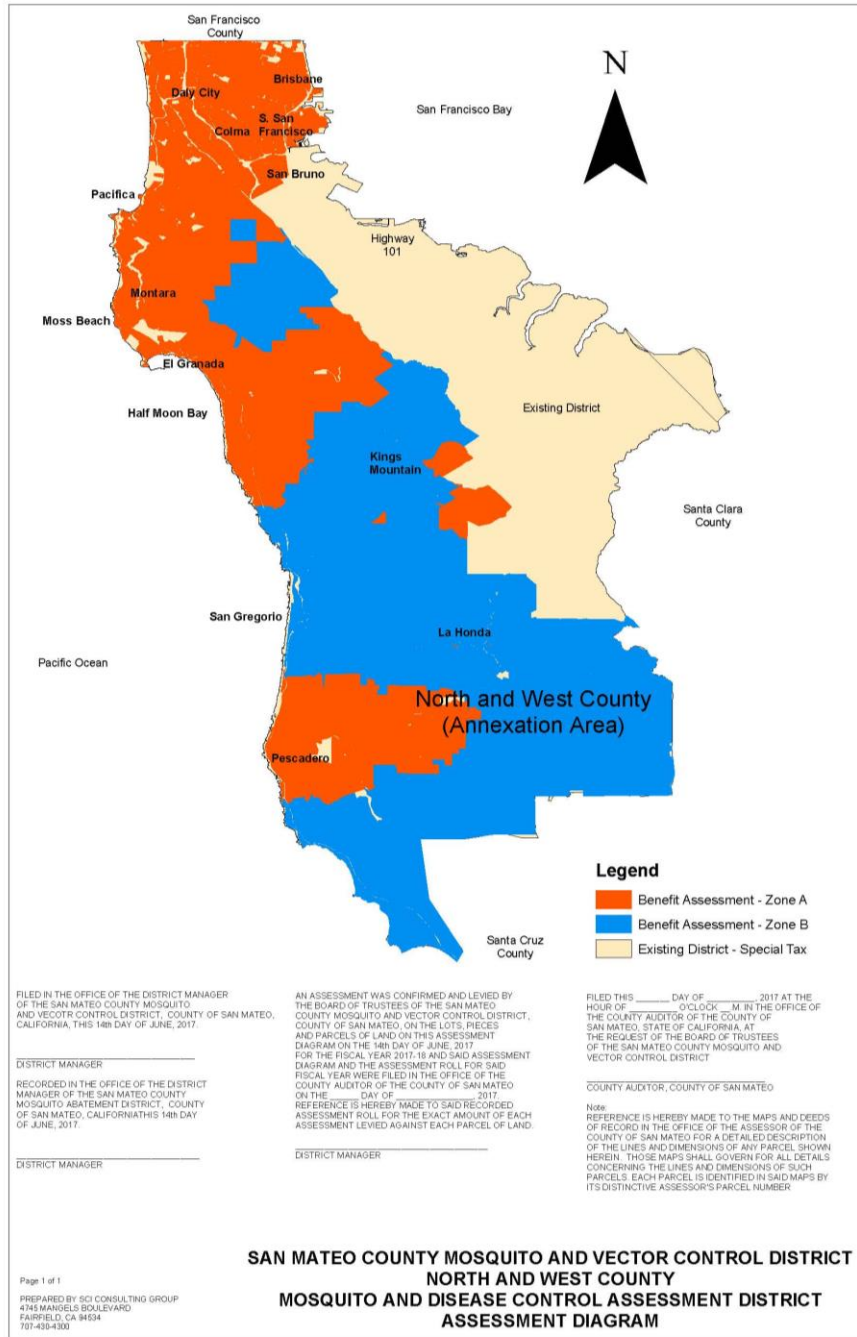 San Francisco
County
Brisbane
Daly City
S. San
Colma
Francisco
San Francisco Bay
N
San Bruno
Pacifica
Highway
101
Montara
Moss Beach
El Granada
Half Moon Bay
Existing District
Kings
Mountain
Santa Clara
County
San Gregorio
La Honda
Pacific Ocean
North and West County
(Annexation Area)
Pescadero
Legend
Benefit Assessment - Zone A
Benefit Assessment - Zone B
Existing District - Special Tax
Santa Cruz
County
FILED IN THE OFFICE OF THE DISTRICT MANAGER
OF THE SAN MATEO COUNTY MOSQUITO
AND VECOTR CONTROL DISTRICT, COUNTY OF SAN MATEO,
CALIFORNIA, THIS 14th DAY OF JUNE, 2017.
DISTRICT MANAGER
RECORDED IN THE OFFICE OF THE DISTRICT
MANAGER OF THE SAN MATEO COUNTY
MOSQUITO ABATEMENT DISTRICT, COUNTY
OF SAN MATEO, CALIFORNIATHIS 14th DAY
OF JUNE, 2017.
DISTRICT MANAGER
AN ASSESSMENT WAS CONFIRMED AND LEVIED BY
THE BOARD OF TRUSTEES OF THE SAN MATEO
COUNTY MOSQUITO AND VECTOR CONTROL DISTRICT,
COUNTY OF SAN MATEO, ON THE LOTS, PIECES
AND PARCELS OF LAND ON THIS ASSESSMENT
DIAGRAM ON THE 14th DAY OF JUNE, 2017
FOR THE FISCAL YEAR 2017-18 AND SAID ASSESSMENT
DIAGRAM AND THE ASSESSMENT ROLL FOR SAID
FISCAL YEAR WERE FILED IN THE OFFICE OF THE
COUNTY AUDITOR OF THE COUNTY OF SAN MATEO
ON THE ______ DAY OF ______________, 2017.
REFERENCE IS HEREBY MADE TO SAID RECORDED
ASSESSMENT ROLL FOR THE EXACT AMOUNT OF EACH
ASSESSMENT LEVIED AGAINST EACH PARCEL OF LAND.
DISTRICT MANAGER
FILED THIS ______ DAY OF _________, 2017 AT THE
HOUR OF _________ O'CLOCK __M. IN THE OFFICE OF
THE COUNTY AUDITOR OF THE COUNTY OF
SAN MATEO, STATE OF CALIFORNIA, AT
THE REQUEST OF THE BOARD OF TRUSTEES
OF THE SAN MATEO COUNTY MOSQUITO AND
VECTOR CONTROL DISTRICT
COUNTY AUDITOR, COUNTY OF SAN MATEO
Note:
REFERENCE IS HEREBY MADE TO THE MAPS AND DEEDS
OF RECORD IN THE OFFICE OF THE ASSESSOR OF THE
COUNTY OF SAN MATEO FOR A DETAILED DESCRIPTION
OF THE LINES AND DIMENSIONS OF ANY PARCEL SHOWN
HEREIN. THOSE MAPS SHALL GOVERN FOR ALL DETAILS
CONCERNING THE LINES AND DIMENSIONS OF SUCH
PARCELS. EACH PARCEL IS IDENTIFIED IN SAID MAPS BY
ITS DISTINCTIVE ASSESSOR'S PARCEL NUMBER
SAN MATEO COUNTY MOSQUITO AND VECTOR CONTROL DISTRICT
NORTH AND WEST COUNTY
MOSQUITO AND DISEASE CONTROL ASSESSMENT DISTRICT
ASSESSMENT DIAGRAM
Page 1 of 1
PREPARED BY SCI CONSULTING GROUP
4745 MANGELS BOULEVARD
FAIRFIELD, CA 94534
707-430-4300